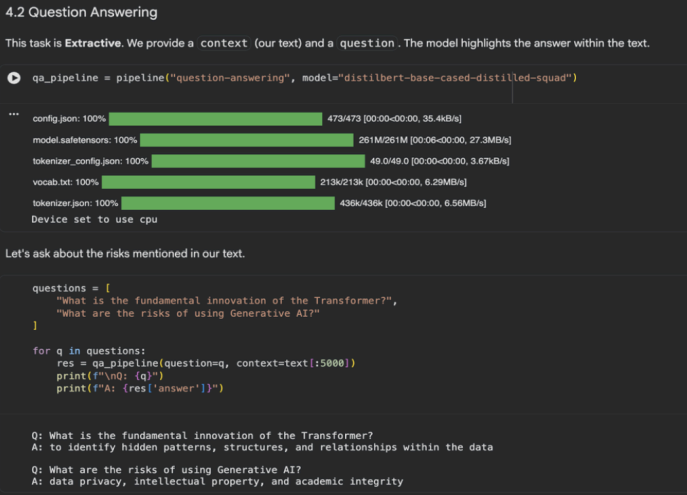 4.2 Question Answering
This task is Extractive. We provide a context (our text) and a question. The model highlights the answer within the text.
qa_pipeline = pipeline("question-answering", model="distilbert-base-cased-distilled-squad")
...
config.json: 100% 473/473 [00:00<00:00, 35.4kB/s]
model.safetensors: 100% 261M/261M [00:06<00:00, 27.3MB/s]
tokenizer_config.json: 100% 49.0/49.0 [00:00<00:00, 3.67kB/s]
vocab.txt: 100% 213k/213k [00:00<00:00, 6.29MB/s]
tokenizer.json: 100% 436k/436k [00:00<00:00, 6.56MB/s]
Device set to use cpu
Let's ask about the risks mentioned in our text.
questions = [
"What is the fundamental innovation of the Transformer?",
"What are the risks of using Generative AI?"
]
for q in questions:
res = qa_pipeline(question=q, context=text[:5000])
print(f"\nQ: {q}")
print(f"A: {res['answer']}")
Q: What is the fundamental innovation of the Transformer?
A: to identify hidden patterns, structures, and relationships within the data
Q: What are the risks of using Generative AI?
A: data privacy, intellectual property, and academic integrity